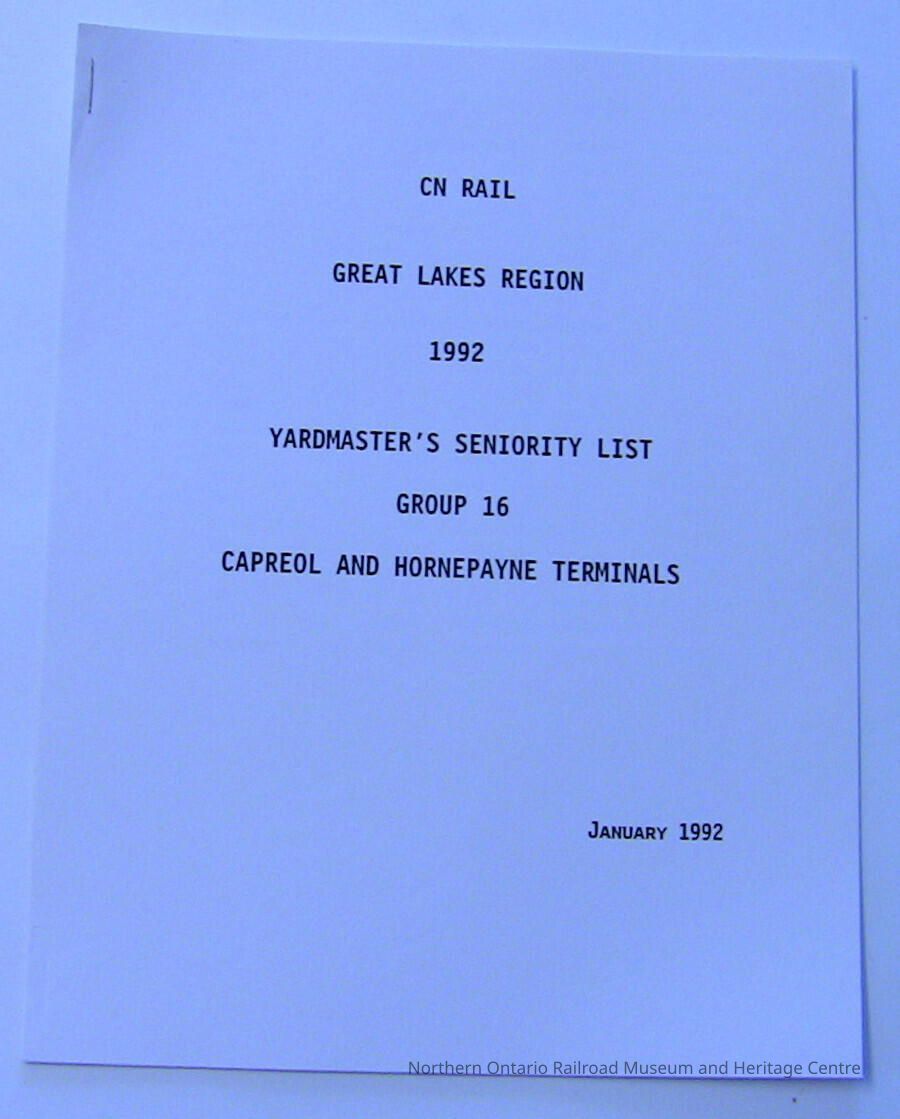 CN RAIL
GREAT LAKES REGION
1992
YARDMASTER'S SENIORITY LIST
GROUP 16
CAPREOL AND HORNEPAYNE TERMINALS
JANUARY 1992
Northern Ontario Railroad Museum and Heritage Centre